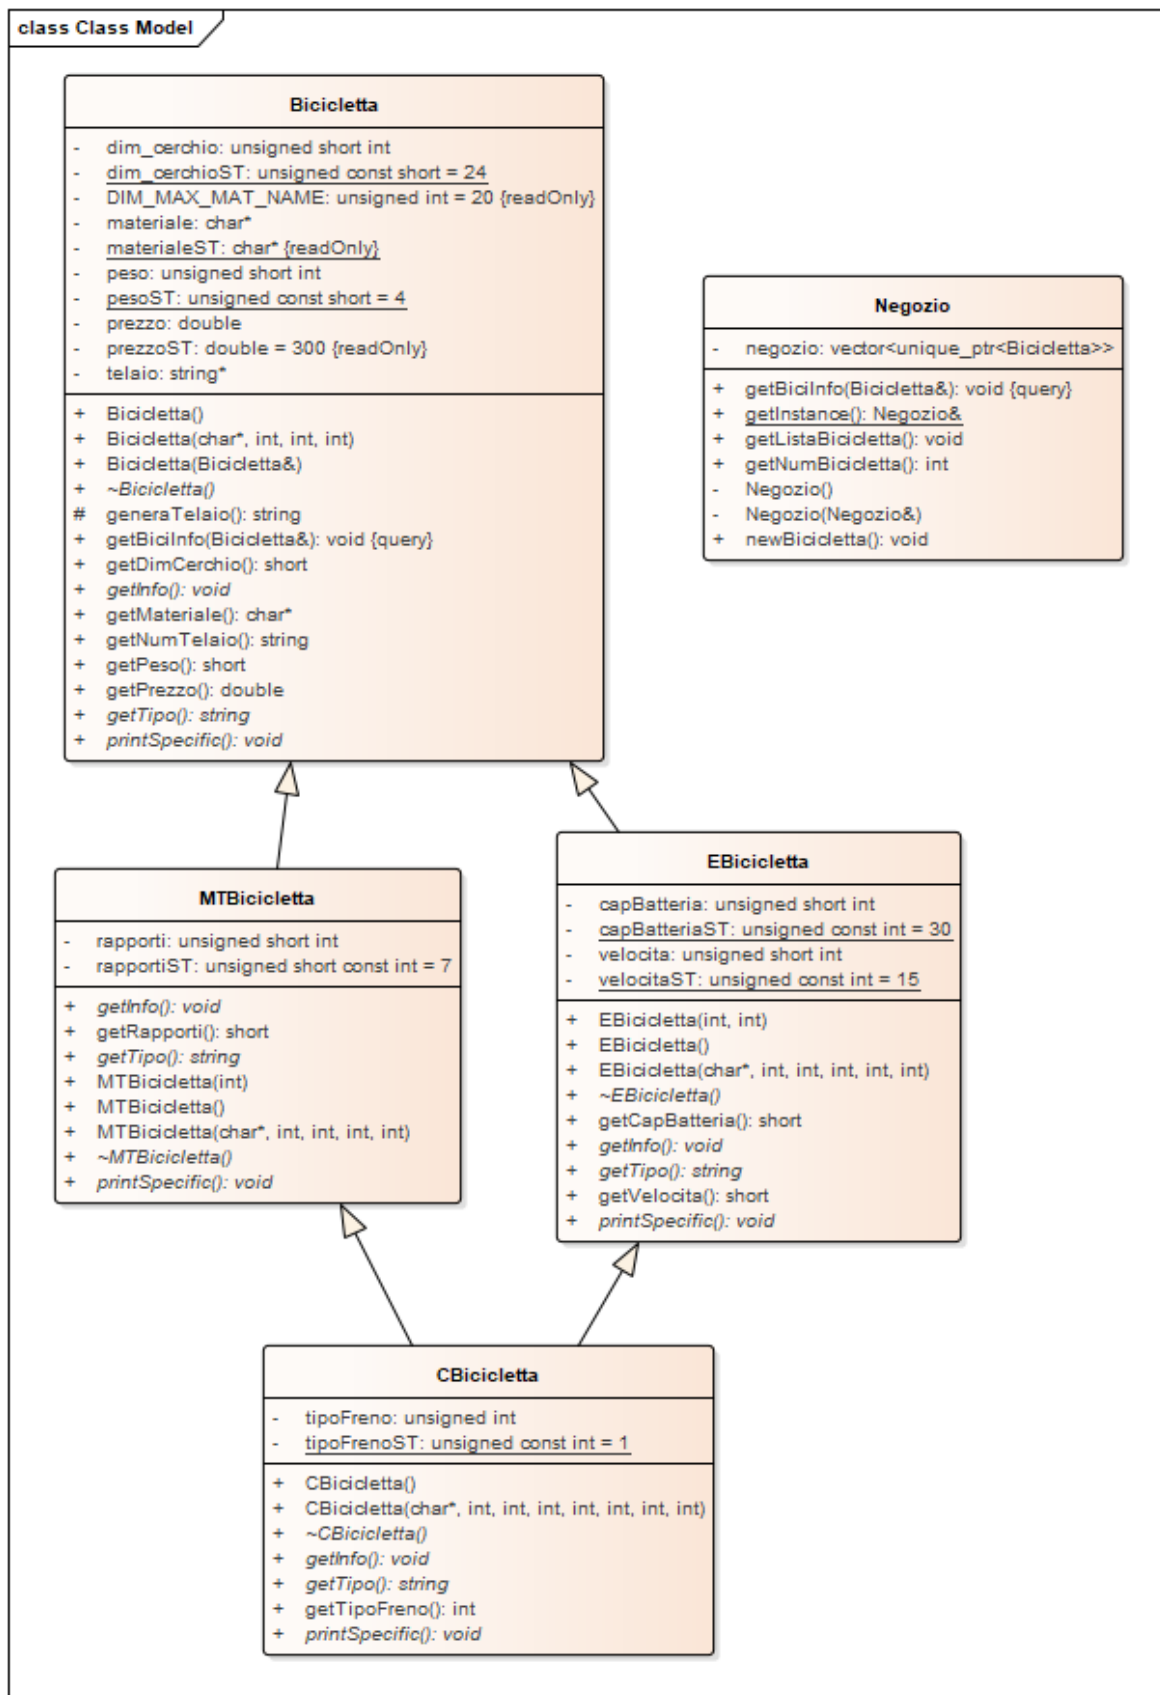 class Class Model
Bicicletta
- dim_cerchio: unsigned short int
- dim_cerchioST: unsigned const short = 24
- DIM_MAX_MAT_NAME: unsigned int = 20 {readOnly}
- materiale: char*
- materialeST: char* {readOnly}
- peso: unsigned short int
- pesoST: unsigned const short = 4
- prezzo: double
- prezzoST: double = 300 {readOnly}
- telaio: string*
+ Bicicletta()
+ Bicicletta(char*, int, int, int)
+ Bicicletta(Bicicletta&)
+ ~Bicicletta()
# generaTelaio(): string
+ getBiciInfo(Bicicletta&): void {query}
+ getDimCerchio(): short
+ getInfo(): void
+ getMateriale(): char*
+ getNumTelaio(): string
+ getPeso(): short
+ getPrezzo(): double
+ getTipo(): string
+ printSpecific(): void
Negozio
- negozio: vector<unique_ptr<Bicicletta>>
+ getBiciInfo(Bicicletta&): void {query}
+ getInstance(): Negozio&
+ getListaBicicletta(): void
+ getNumBicicletta(): int
- Negozio()
- Negozio(Negozio&)
+ newBicicletta(): void
MTBicicletta
- rapporti: unsigned short int
- rapportiST: unsigned short const int = 7
+ getInfo(): void
+ getRapporti(): short
+ getTipo(): string
+ MTBicicletta(int)
+ MTBicicletta()
+ MTBicicletta(char*, int, int, int, int)
+ ~MTBicicletta()
+ printSpecific(): void
EBicicletta
- capBatteria: unsigned short int
- capBatteriaST: unsigned const int = 30
- velocita: unsigned short int
- velocitaST: unsigned const int = 15
+ EBicicletta(int, int)
+ EBicicletta()
+ EBicicletta(char*, int, int, int, int, int)
+ ~EBicicletta()
+ getCapBatteria(): short
+ getInfo(): void
+ getTipo(): string
+ getVelocita(): short
+ printSpecific(): void
CBicicletta
- tipoFreno: unsigned int
- tipoFrenoST: unsigned const int = 1
+ CBicicletta()
+ CBicicletta(char*, int, int, int, int, int, int, int)
+ ~CBicicletta()
+ getInfo(): void
+ getTipo(): string
+ getTipoFreno(): int
+ printSpecific(): void